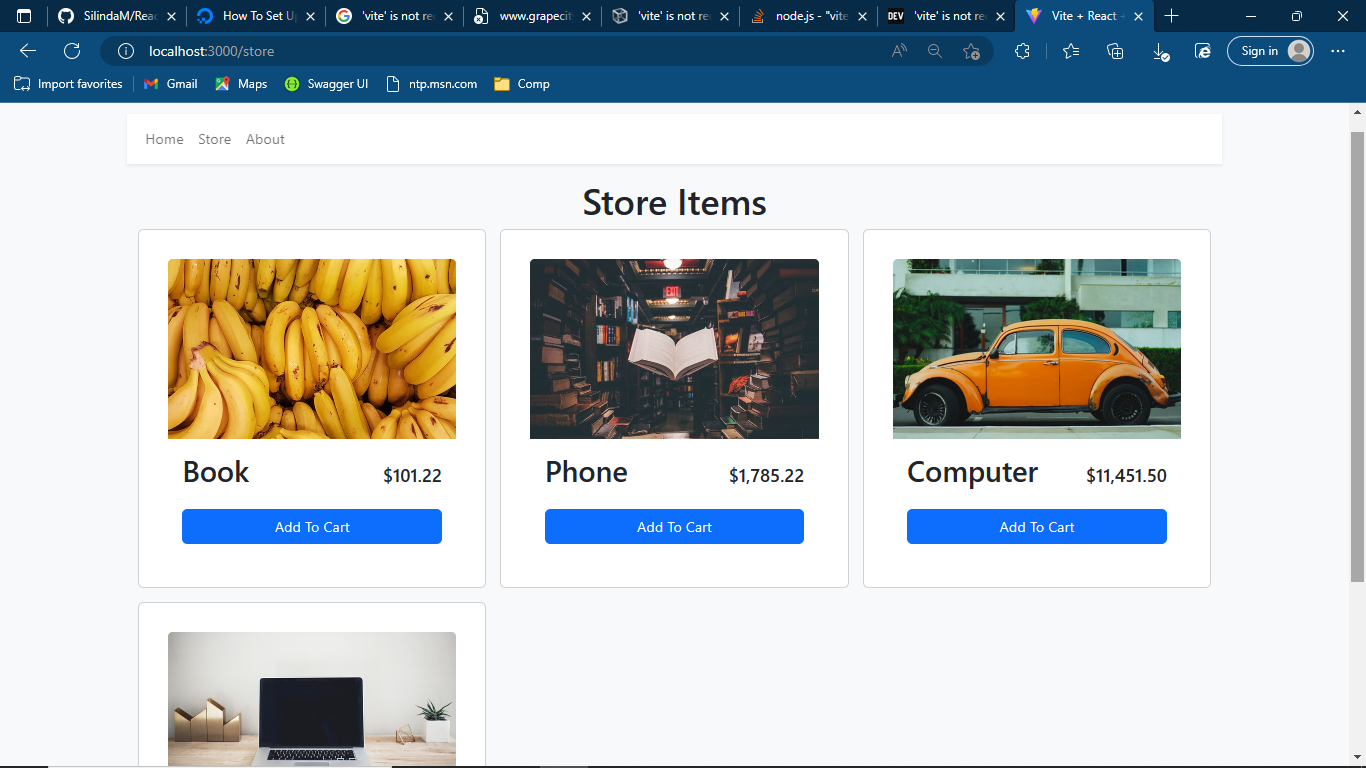 SilindaM/Reac
How To Set Up
'vite' is not re
www.grapecit
'vite' is not re
node.js - "vite
DEV
'vite' is not re
Vite + React +
localhost:3000/store
Sign in
Import favorites
Gmail
Maps
Swagger UI
ntp.msn.com
Comp
Home Store About
Store Items
EXIT
Book $101.22
Add To Cart
Phone $1,785.22
Add To Cart
Computer $11,451.50
Add To Cart